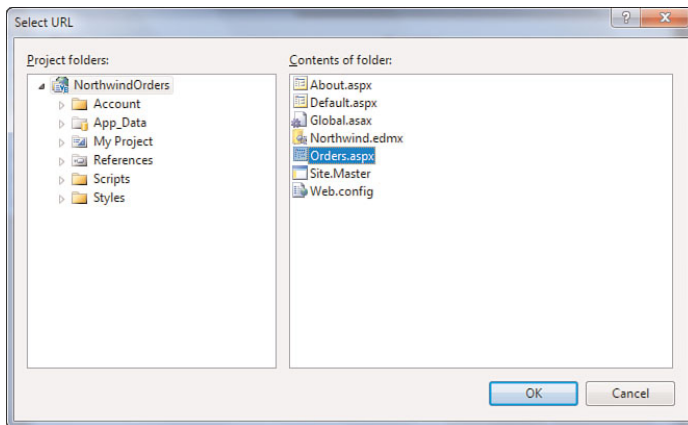 Select URL
Project folders:
NorthwindOrders
Account
App_Data
My Project
References
Scripts
Styles
Contents of folder:
About.aspx
Default.aspx
Global.asax
Northwind.edmx
Orders.aspx
Site.Master
Web.config
OK
Cancel